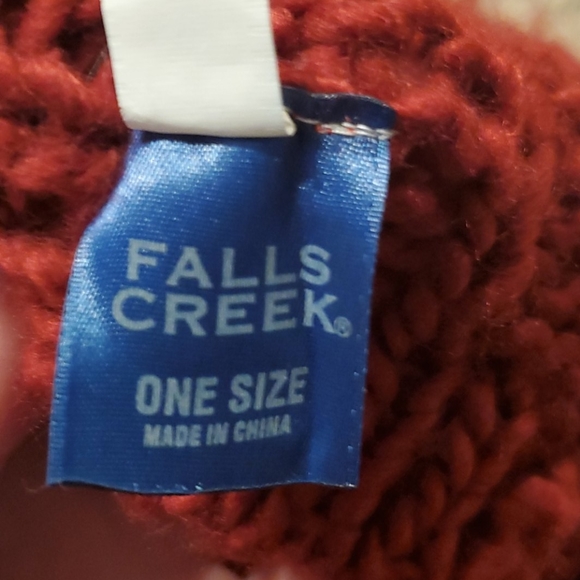 FALLS
CREEK®
ONE SIZE
MADE IN CHINA